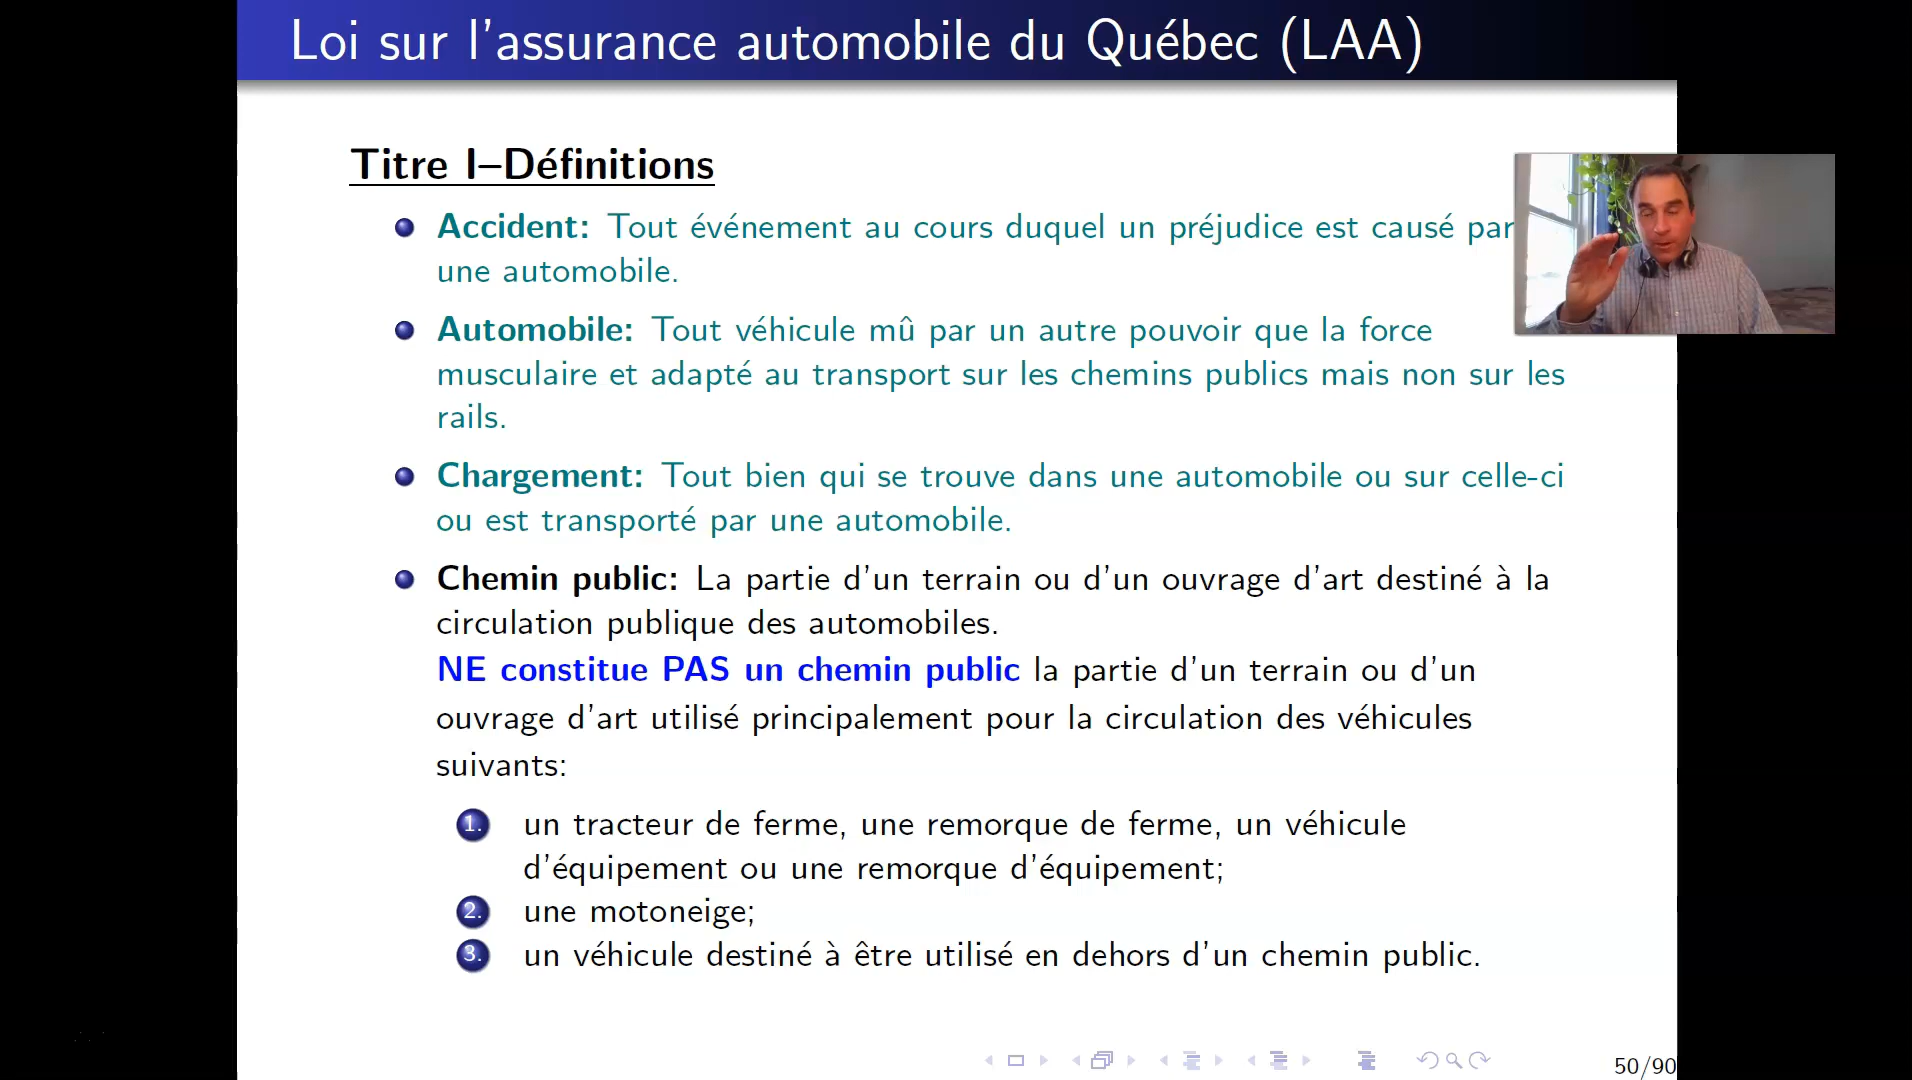 Loi sur l'assurance automobile du Québec (LAA)
Titre I–Définitions
Accident: Tout événement au cours duquel un préjudice est causé par
une automobile.
Automobile: Tout véhicule mû par un autre pouvoir que la force
musculaire et adapté au transport sur les chemins publics mais non sur les
rails.
Chargement: Tout bien qui se trouve dans une automobile ou sur celle-ci
ou est transporté par une automobile.
Chemin public: La partie d'un terrain ou d'un ouvrage d'art destiné à la
circulation publique des automobiles.
NE constitue PAS un chemin public la partie d'un terrain ou d'un
ouvrage d'art utilisé principalement pour la circulation des véhicules
suivants:
1. un tracteur de ferme, une remorque de ferme, un véhicule
d'équipement ou une remorque d'équipement;
2. une motoneige;
3. un véhicule destiné à être utilisé en dehors d'un chemin public.
50/90